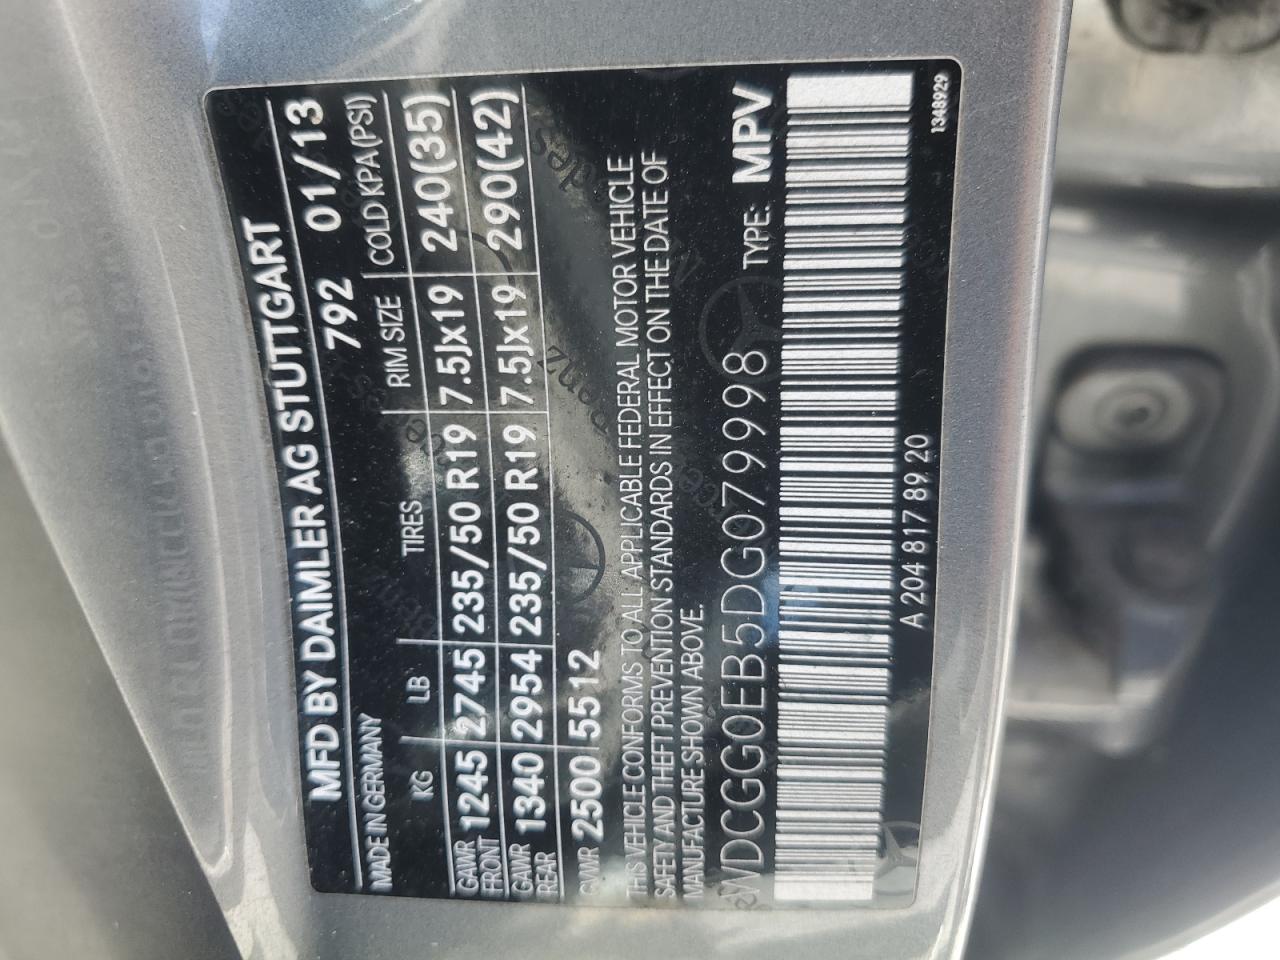 MFD BY DAIMLER AG STUTTGART
MADE IN GERMANY 792 01/13
KG LB TIRES RIM SIZE COLD KPA(PSI)
GAWR FRONT 1245 2745 235/50 R19 7.5Jx19 240(35)
GAWR REAR 1340 2954 235/50 R19 7.5Jx19 290(42)
GVWR 2500 5512
THIS VEHICLE CONFORMS TO ALL APPLICABLE FEDERAL MOTOR VEHICLE
SAFETY AND THEFT PREVENTION STANDARDS IN EFFECT ON THE DATE OF
MANUFACTURE SHOWN ABOVE.
WDCGG0EB5DG079998 TYPE: MPV
A 204 817 89 20
1348929